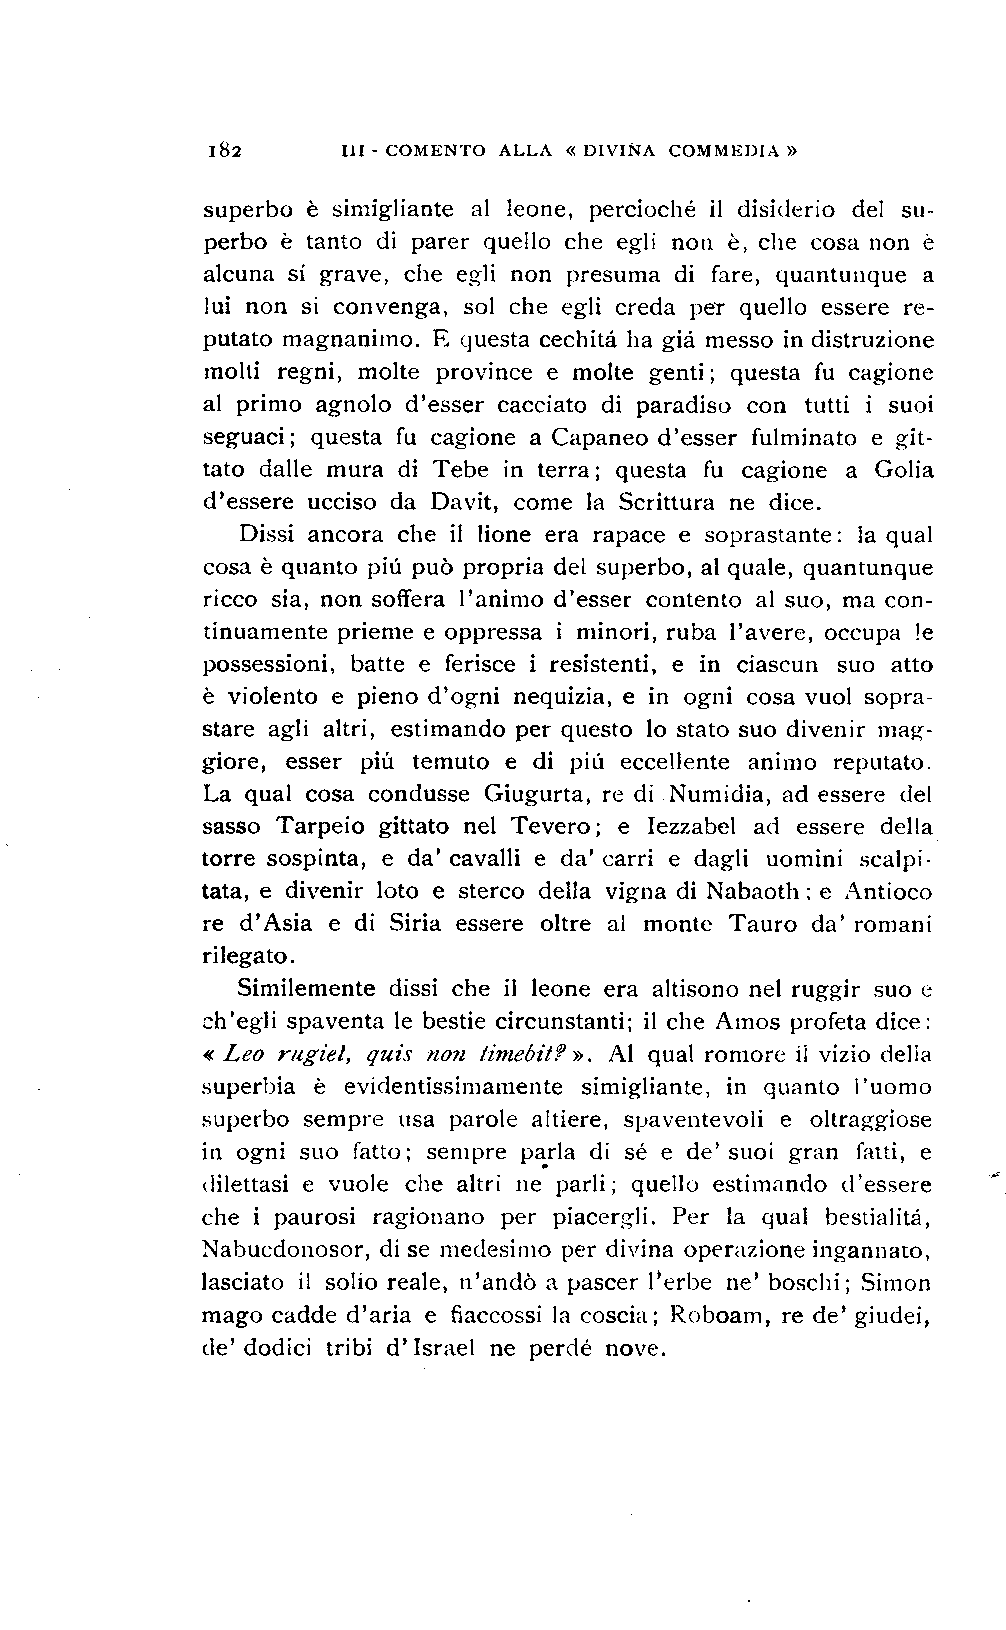 182 III - COMENTO ALLA « DIVINA COMMEDIA »
superbo è simigliante al leone, percioché il disiderio del su-
perbo è tanto di parer quello che egli non è, che cosa non è
alcuna sí grave, che egli non presuma di fare, quantunque a
lui non si convenga, sol che egli creda per quello essere re-
putato magnanimo. E questa cechitá ha giá messo in distruzione
molti regni, molte province e molte genti; questa fu cagione
al primo agnolo d'esser cacciato di paradiso con tutti i suoi
seguaci; questa fu cagione a Capaneo d'esser fulminato e git-
tato dalle mura di Tebe in terra; questa fu cagione a Golia
d'essere ucciso da Davit, come la Scrittura ne dice.
Dissi ancora che il lione era rapace e soprastante: la qual
cosa è quanto piú può propria del superbo, al quale, quantunque
ricco sia, non soffera l'animo d'esser contento al suo, ma con-
tinuamente prieme e oppressa i minori, ruba l'avere, occupa le
possessioni, batte e ferisce i resistenti, e in ciascun suo atto
è violento e pieno d'ogni nequizia, e in ogni cosa vuol sopra-
stare agli altri, estimando per questo lo stato suo divenir mag-
giore, esser piú temuto e di piú eccellente animo reputato.
La qual cosa condusse Giugurta, re di Numidia, ad essere del
sasso Tarpeio gittato nel Tevero; e Iezzabel ad essere della
torre sospinta, e da' cavalli e da' carri e dagli uomini scalpi-
tata, e divenir loto e sterco della vigna di Nabaoth; e Antioco
re d'Asia e di Siria essere oltre al monte Tauro da' romani
rilegato.
Similemente dissi che il leone era altisono nel ruggir suo e
ch'egli spaventa le bestie circunstanti; il che Amos profeta dice:
« Leo rugiet, quis non timebit? ». Al qual romore il vizio della
superbia è evidentissimamente simigliante, in quanto l'uomo
superbo sempre usa parole altiere, spaventevoli e oltraggiose
in ogni suo fatto; sempre parla di sé e de' suoi gran fatti, e
dilettasi e vuole che altri ne parli; quello estimando d'essere
che i paurosi ragionano per piacergli. Per la qual bestialitá,
Nabucdonosor, di se medesimo per divina operazione ingannato,
lasciato il solio reale, n'andò a pascer l'erbe ne' boschi; Simon
mago cadde d'aria e fiaccossi la coscia; Roboam, re de' giudei,
de' dodici tribi d'Israel ne perdé nove.